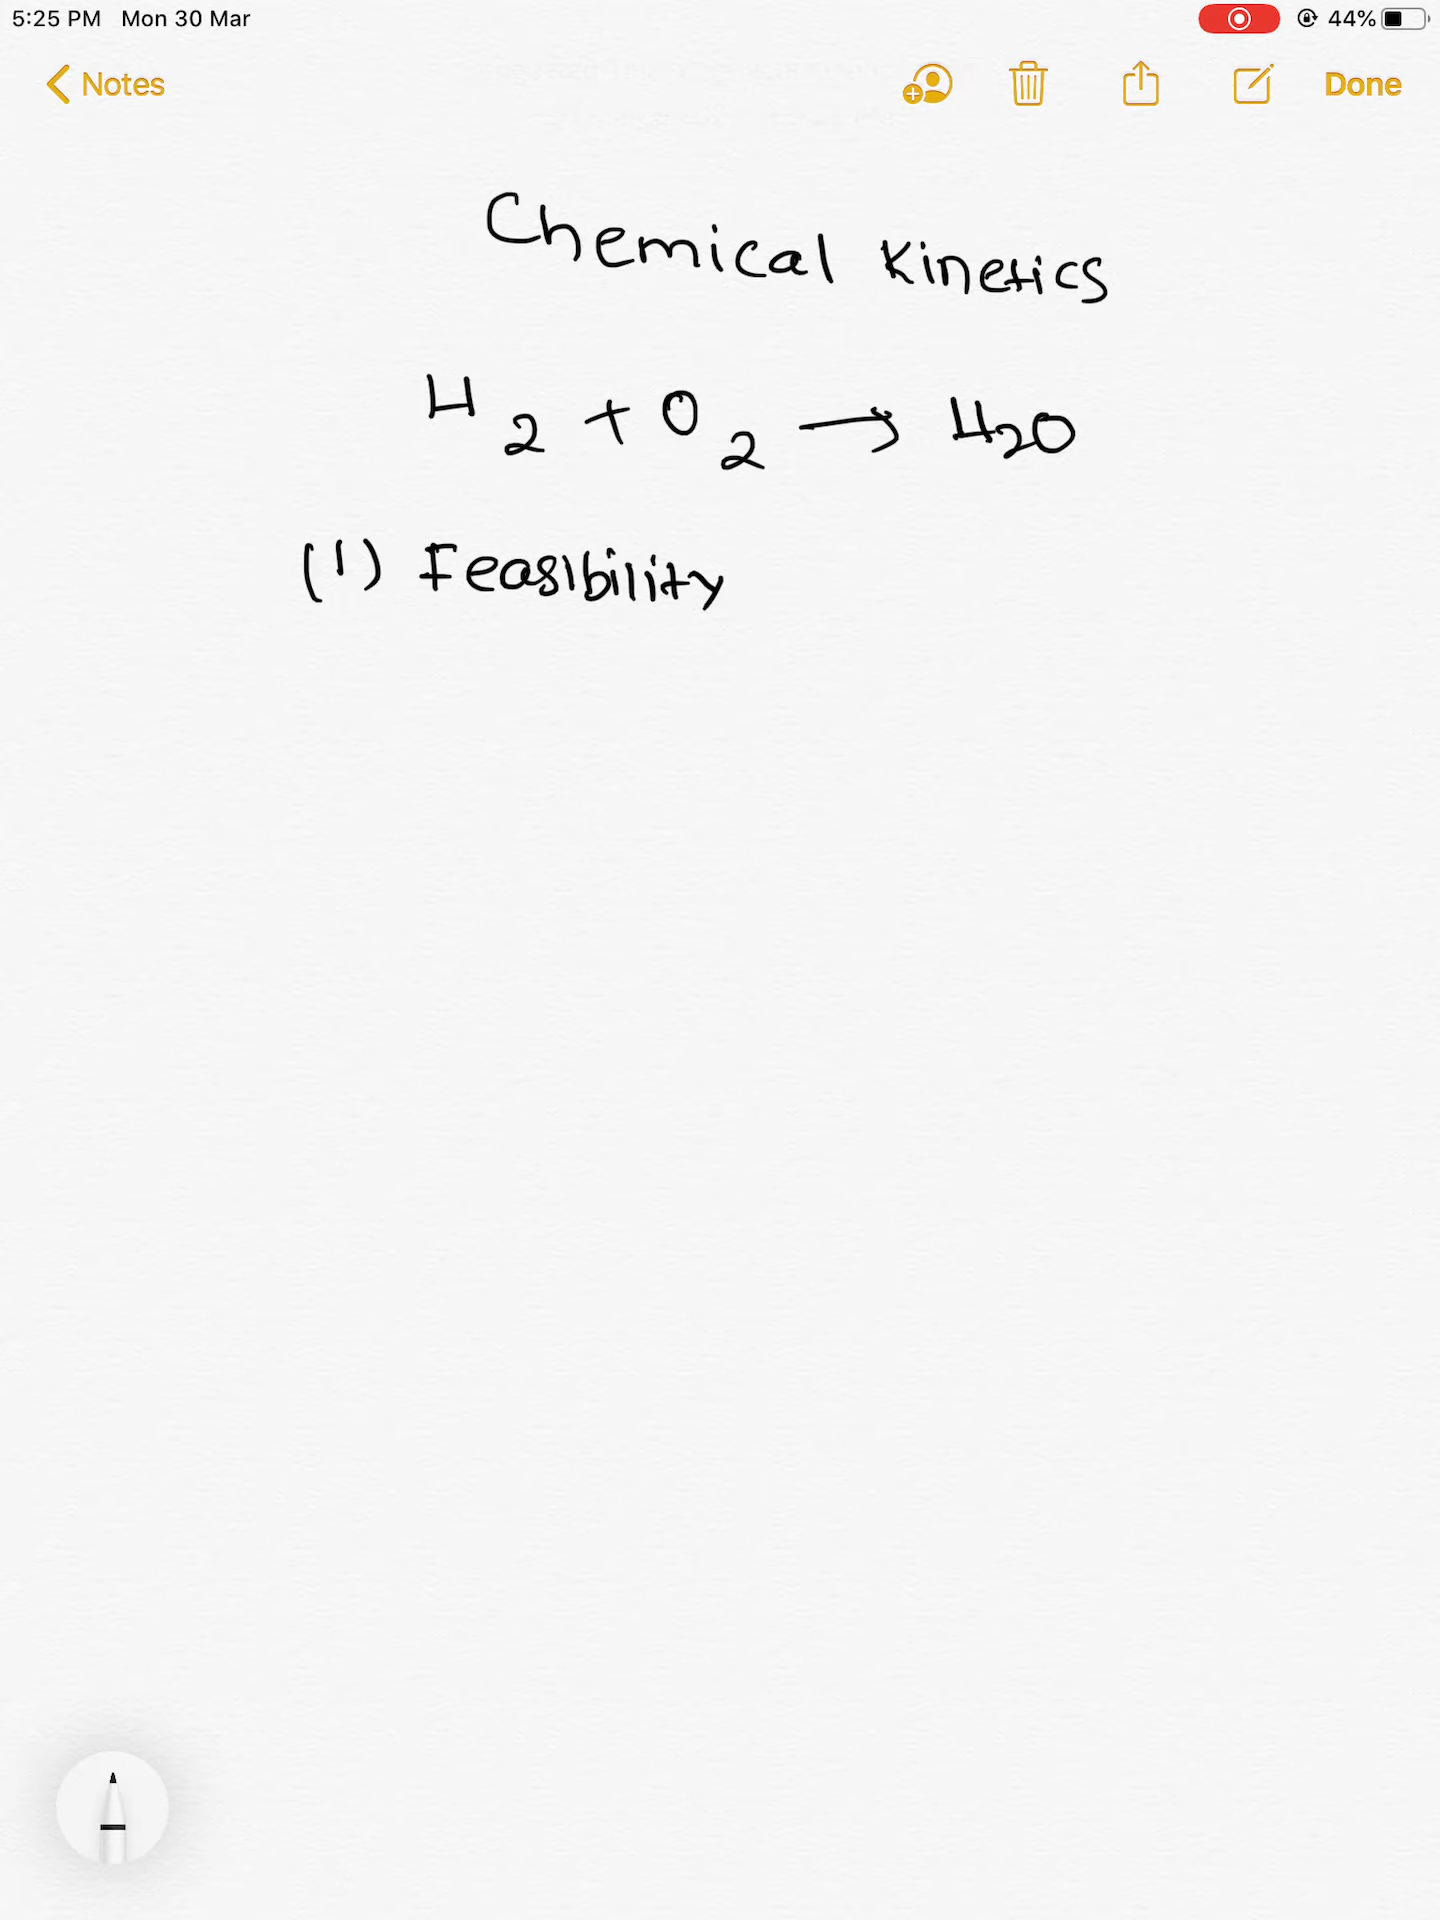 5:25 PM Mon 30 Mar 44%
Notes Done
Chemical Kinetics
H2 + O2 → H2O
(1) Feasibility